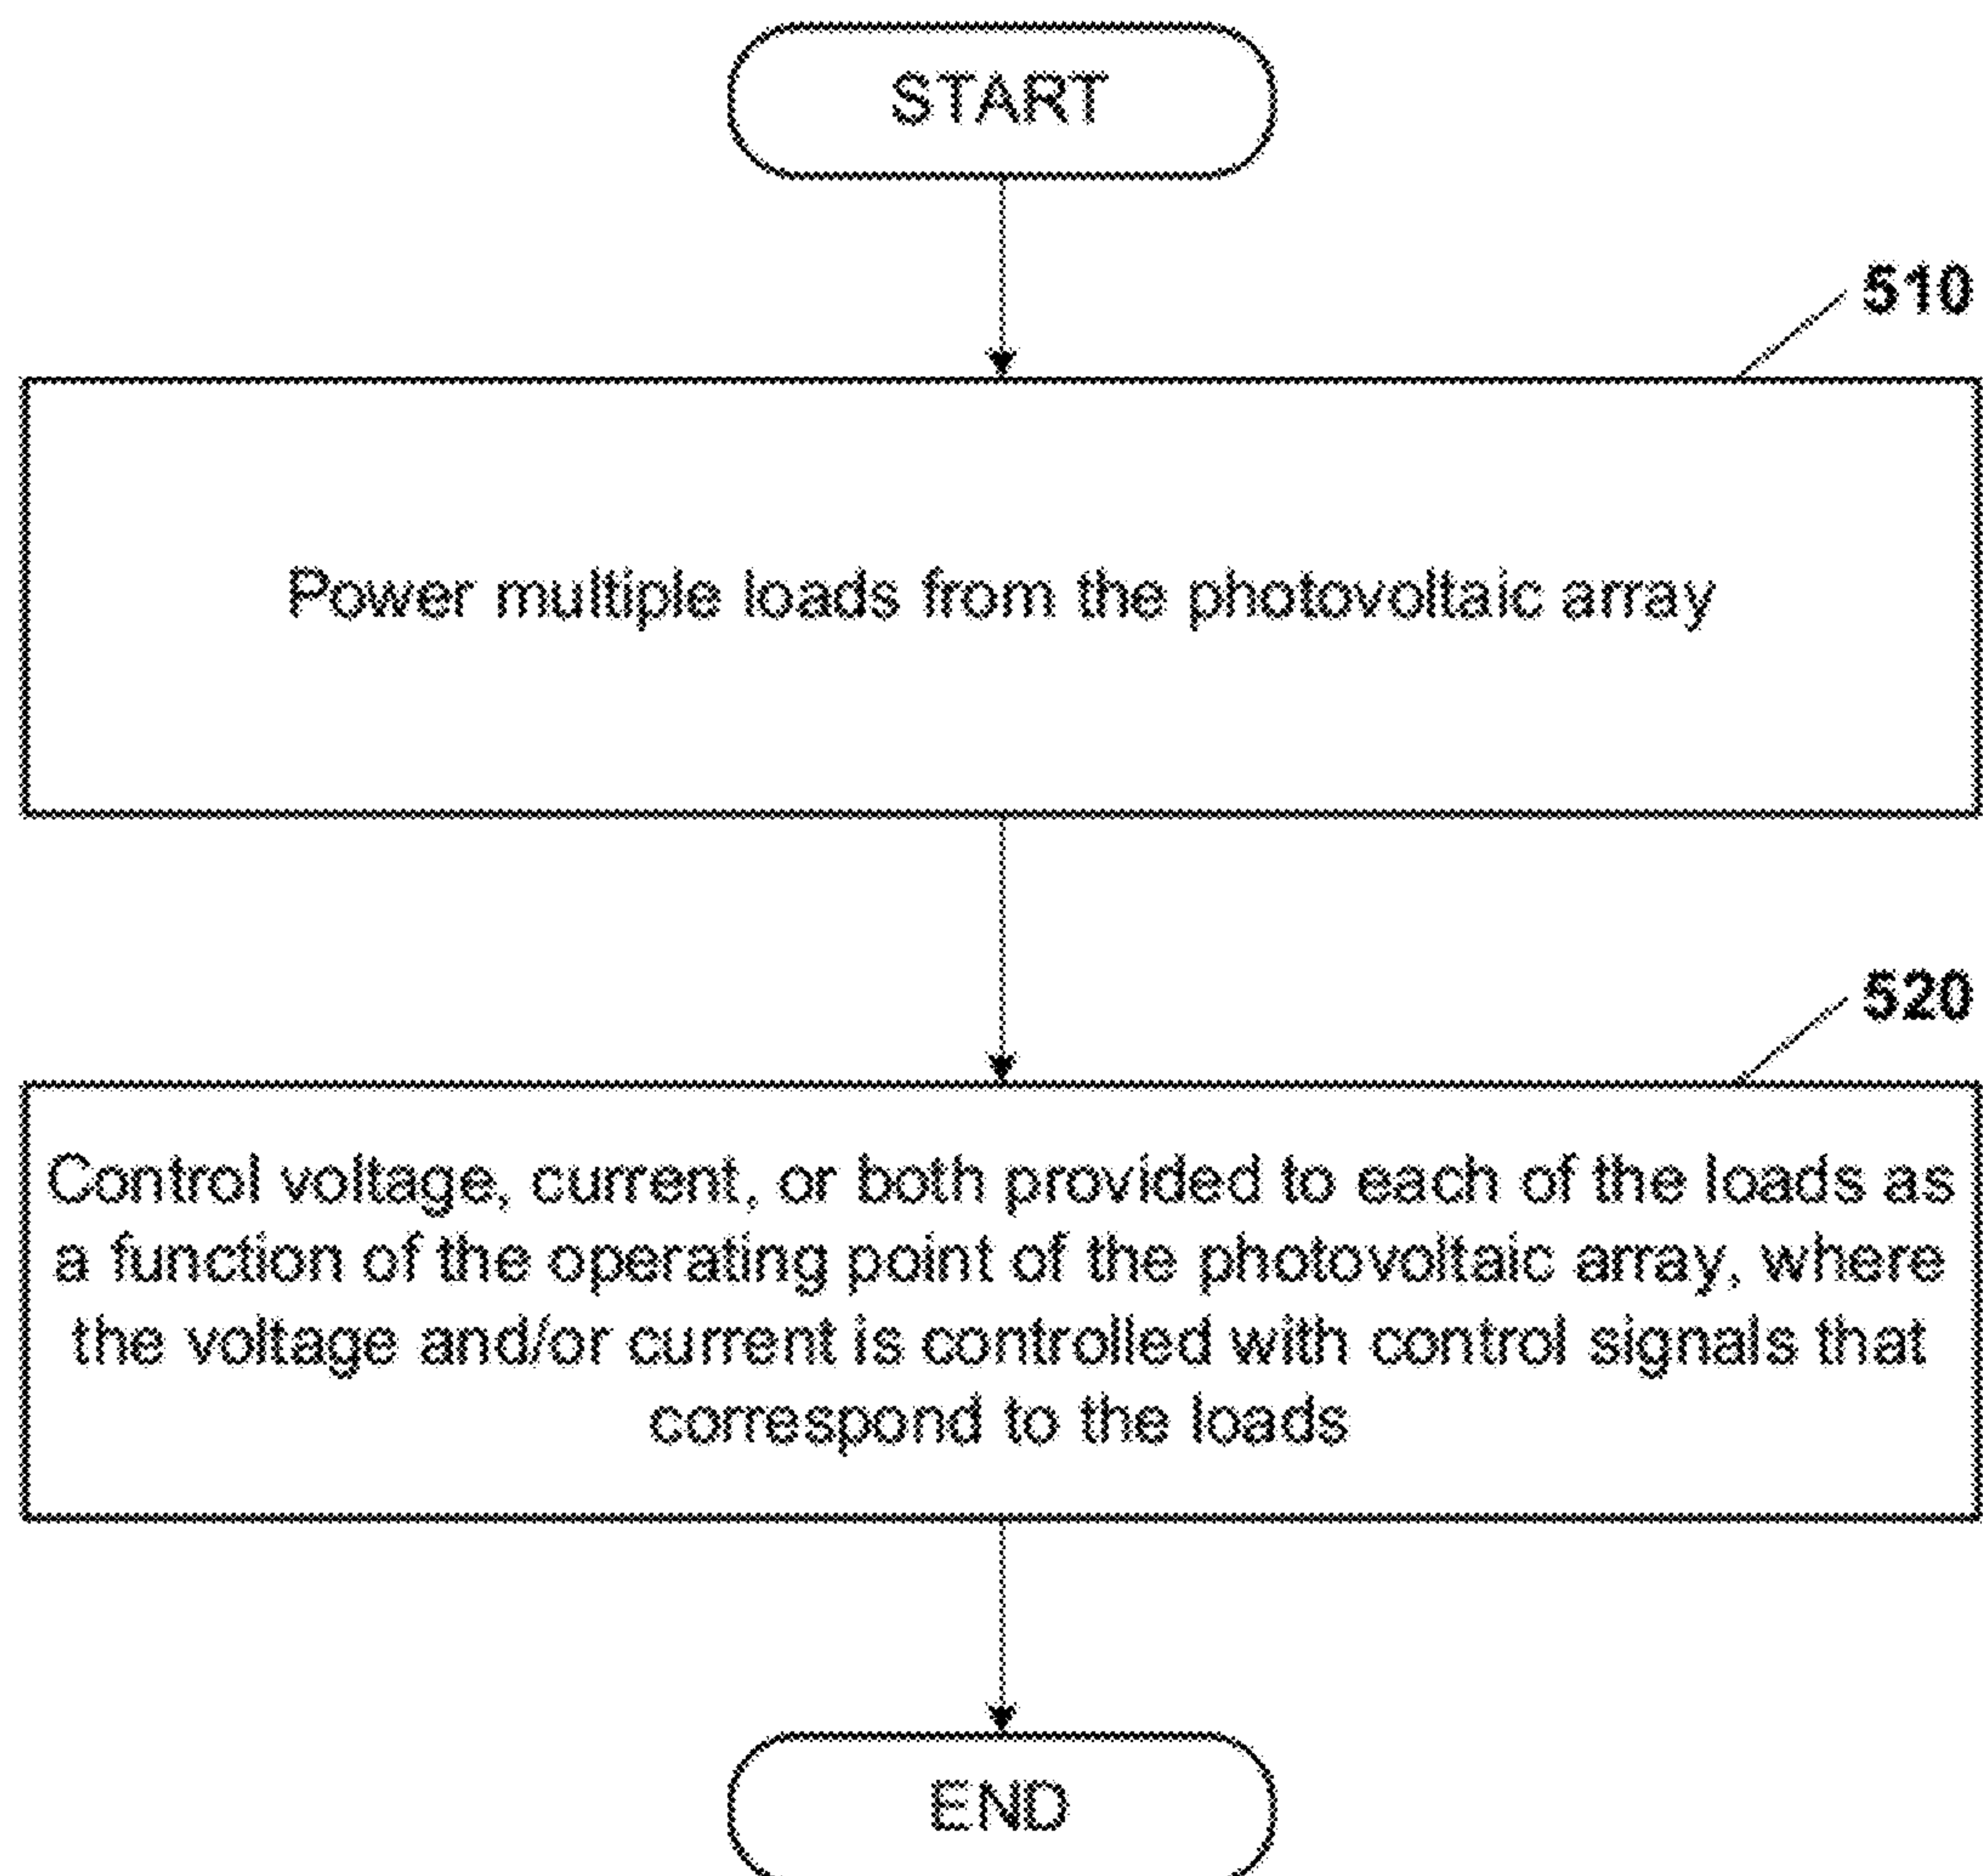 START
510
Power multiple loads from the photovoltaic array
520
Control voltage, current, or both provided to each of the loads as
a function of the operating point of the photovoltaic array, where
the voltage and/or current is controlled with control signals that
correspond to the loads
END